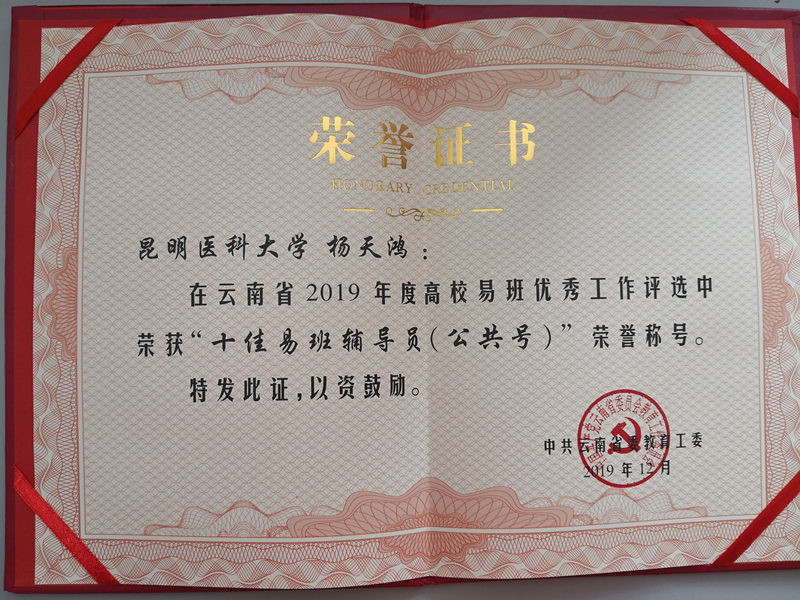 荣誉证书
HONORARY CREDENTIAL
昆明医科大学 杨天鸿：
在云南省2019年度高校易班优秀工作评选中
荣获“十佳易班辅导员(公共号)”荣誉称号。
特发此证,以资鼓励。
中共云南省委教育工委
2019年12月